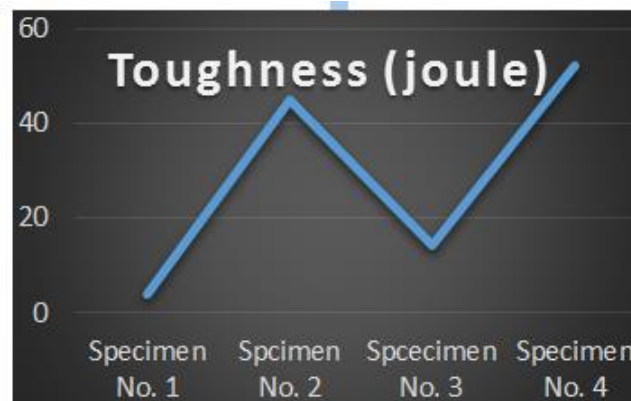 60
Toughness (joule)
40
20
0
Specimen Spcimen Spcecimen Specimen
No. 1 No. 2 No. 3 No. 4